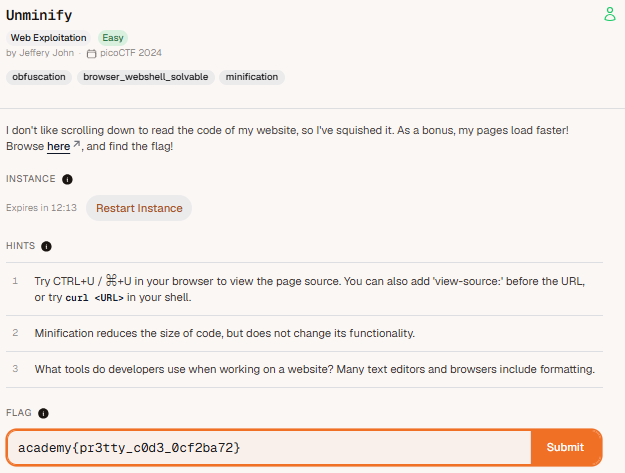 Unminify
Web Exploitation Easy
by Jeffery John · picoCTF 2024
obfuscation browser_webshell_solvable minification
I don't like scrolling down to read the code of my website, so I've squished it. As a bonus, my pages load faster!
Browse here ↗, and find the flag!
INSTANCE
Expires in 12:13 Restart Instance
HINTS
1 Try CTRL+U / ⌘+U in your browser to view the page source. You can also add 'view-source:' before the URL,
or try curl <URL> in your shell.
2 Minification reduces the size of code, but does not change its functionality.
3 What tools do developers use when working on a website? Many text editors and browsers include formatting.
FLAG
academy{pr3tty_c0d3_0cf2ba72} Submit